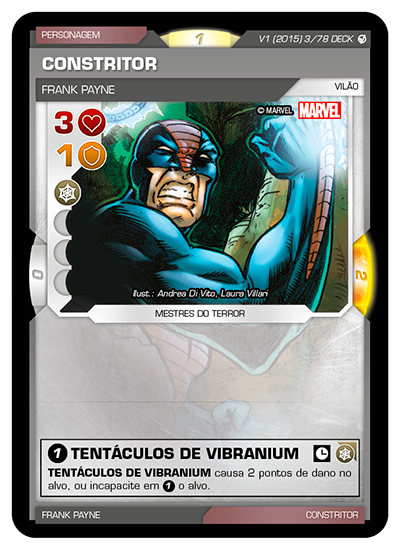 PERSONAGEM
1
V1 (2015) 3/78 DECK
CONSTRITOR
FRANK PAYNE
VILÃO
© MARVEL MARVEL
3
1
0
2
Illust.: Andrea Di Vito, Laura Villari
MESTRES DO TERROR
1 TENTÁCULOS DE VIBRANIUM
TENTÁCULOS DE VIBRANIUM causa 2 pontos de dano no
alvo, ou incapacite em 1 o alvo.
FRANK PAYNE
CONSTRITOR